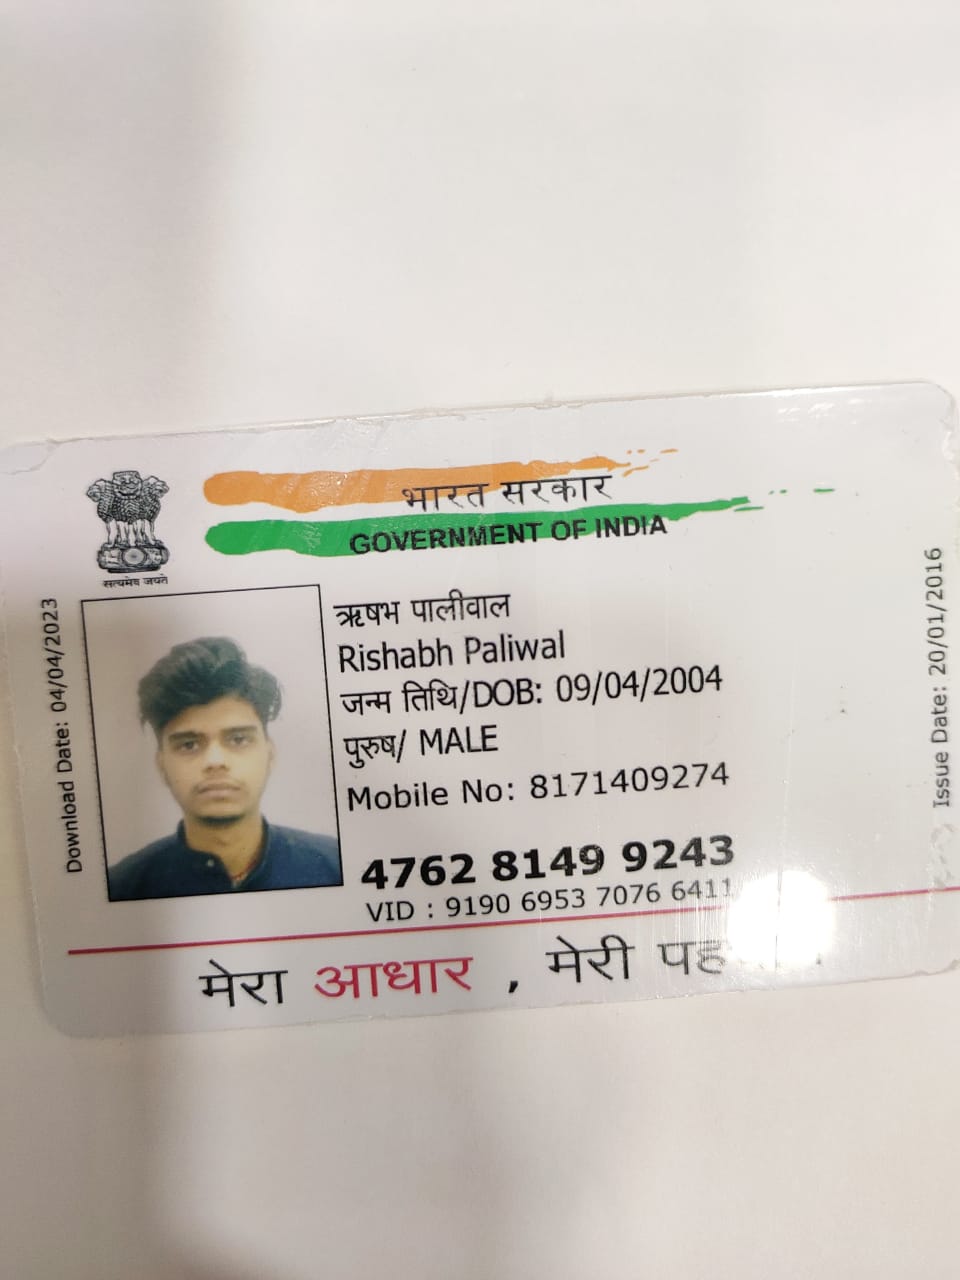 भारत सरकार
GOVERNMENT OF INDIA
सत्यमेव जयते
Download Date: 04/04/2023
ऋषभ पालीवाल
Rishabh Paliwal
जन्म तिथि/DOB: 09/04/2004
पुरुष/ MALE
Mobile No: 8171409274
4762 8149 9243
VID : 9190 6953 7076 6411
मेरा आधार , मेरी
Issue Date: 20/01/2016